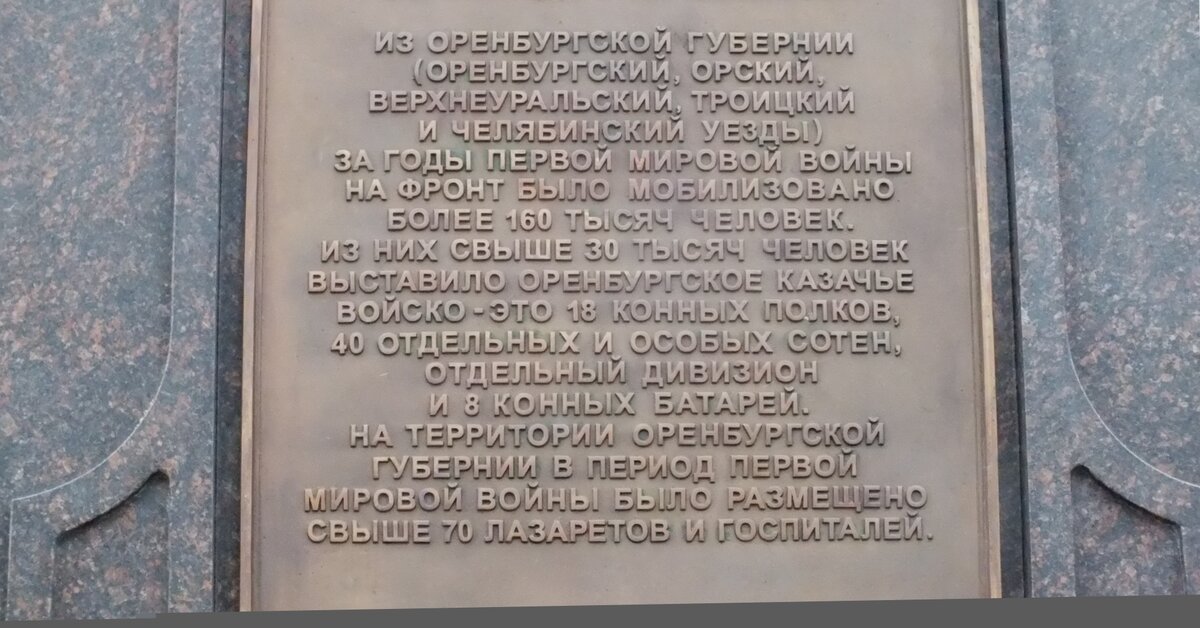 ИЗ ОРЕНБУРГСКОЙ ГУБЕРНИИ
(ОРЕНБУРГСКИЙ, ОРСКИЙ,
ВЕРХНЕУРАЛЬСКИЙ, ТРОИЦКИЙ
И ЧЕЛЯБИНСКИЙ УЕЗДЫ)
ЗА ГОДЫ ПЕРВОЙ МИРОВОЙ ВОЙНЫ
НА ФРОНТ БЫЛО МОБИЛИЗОВАНО
БОЛЕЕ 160 ТЫСЯЧ ЧЕЛОВЕК.
ИЗ НИХ СВЫШЕ 30 ТЫСЯЧ ЧЕЛОВЕК
ВЫСТАВИЛО ОРЕНБУРГСКОЕ КАЗАЧЬЕ
ВОЙСКО - ЭТО 18 КОННЫХ ПОЛКОВ,
40 ОТДЕЛЬНЫХ И ОСОБЫХ СОТЕН,
ОТДЕЛЬНЫЙ ДИВИЗИОН
И 8 КОННЫХ БАТАРЕЙ.
НА ТЕРРИТОРИИ ОРЕНБУРГСКОЙ
ГУБЕРНИИ В ПЕРИОД ПЕРВОЙ
МИРОВОЙ ВОЙНЫ БЫЛО РАЗМЕЩЕНО
СВЫШЕ 70 ЛАЗАРЕТОВ И ГОСПИТАЛЕЙ.